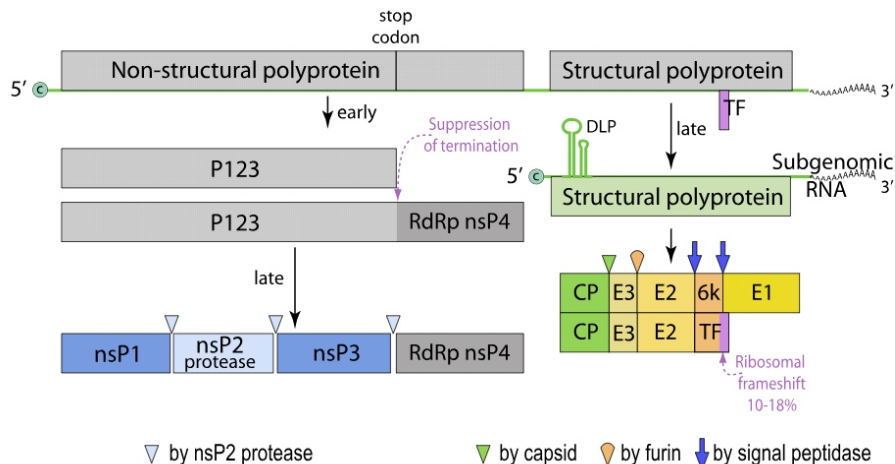 stop
codon
Non-structural polyprotein
Structural polyprotein
5′ C
3′
TF
early
late
Suppression
of termination
DLP
P123
Subgenomic
RNA
5′ C
3′
Structural polyprotein
P123 RdRp nsP4
late
CP E3 E2 6k E1
CP E3 E2 TF
nsP1 nsP2 protease nsP3 RdRp nsP4
Ribosomal
frameshift
10-18%
by nsP2 protease by capsid by furin by signal peptidase